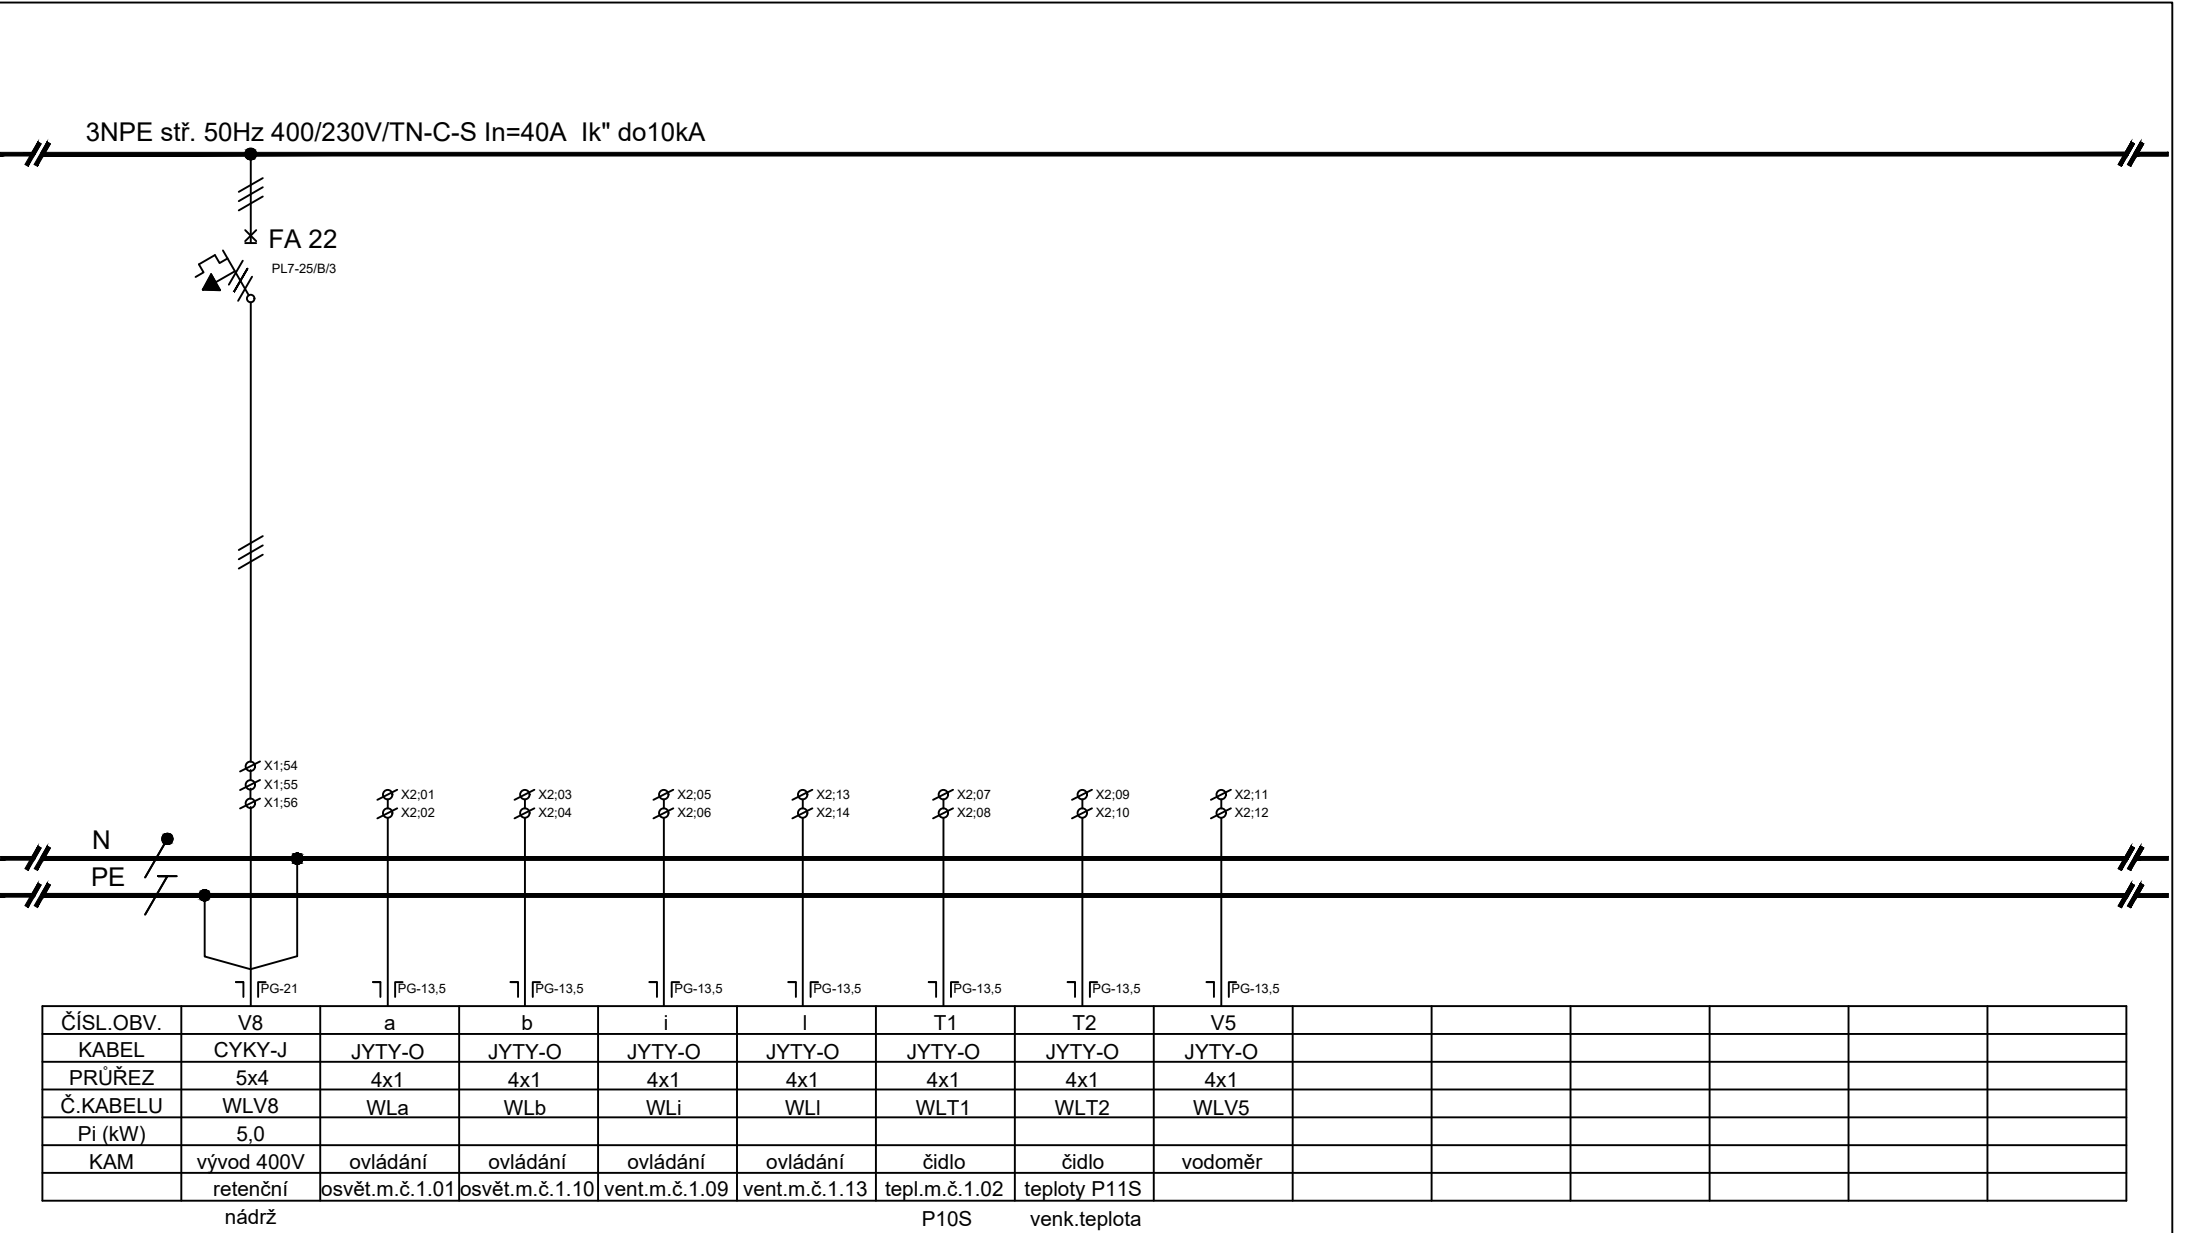 3NPE stř. 50Hz 400/230V/TN-C-S In=40A Ik" do10kA
FA 22
PL7-25/B/3
X1;54
X1;55
X1;56
X2;01 X2;03 X2;05 X2;13 X2;07 X2;09 X2;11
X2;02 X2;04 X2;06 X2;14 X2;08 X2;10 X2;12
N
PE
PG-21 PG-13,5 PG-13,5 PG-13,5 PG-13,5 PG-13,5 PG-13,5 PG-13,5
ČÍSL.OBV. V8 a b i l T1 T2 V5
KABEL CYKY-J JYTY-O JYTY-O JYTY-O JYTY-O JYTY-O JYTY-O JYTY-O
PRŮŘEZ 5x4 4x1 4x1 4x1 4x1 4x1 4x1 4x1
Č.KABELU WLV8 WLa WLb WLi WLl WLT1 WLT2 WLV5
Pi (kW) 5,0
KAM vývod 400V ovládání ovládání ovládání ovládání čidlo čidlo vodoměr
retenční osvět.m.č.1.01 osvět.m.č.1.10 vent.m.č.1.09 vent.m.č.1.13 tepl.m.č.1.02 teploty P11S
nádrž P10S venk.teplota